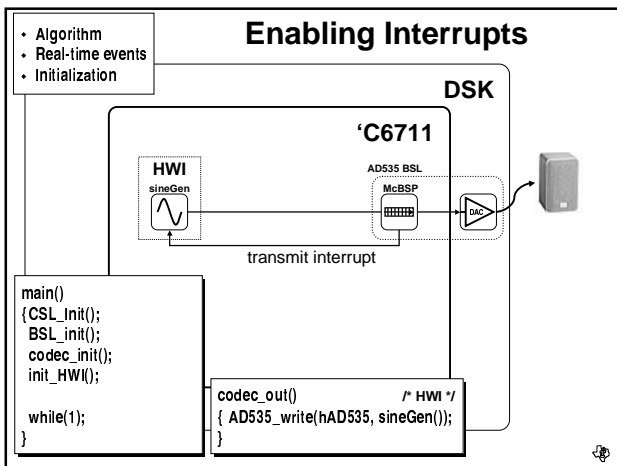 Enabling Interrupts
• Algorithm
• Real-time events
• Initialization
DSK
‘C6711
HWI
sineGen
AD535 BSL
McBSP
DAC
transmit interrupt
main()
{CSL_Init();
BSL_init();
codec_init();
init_HWI();
while(1);
}
codec_out() /* HWI */
{ AD535_write(hAD535, sineGen());
}